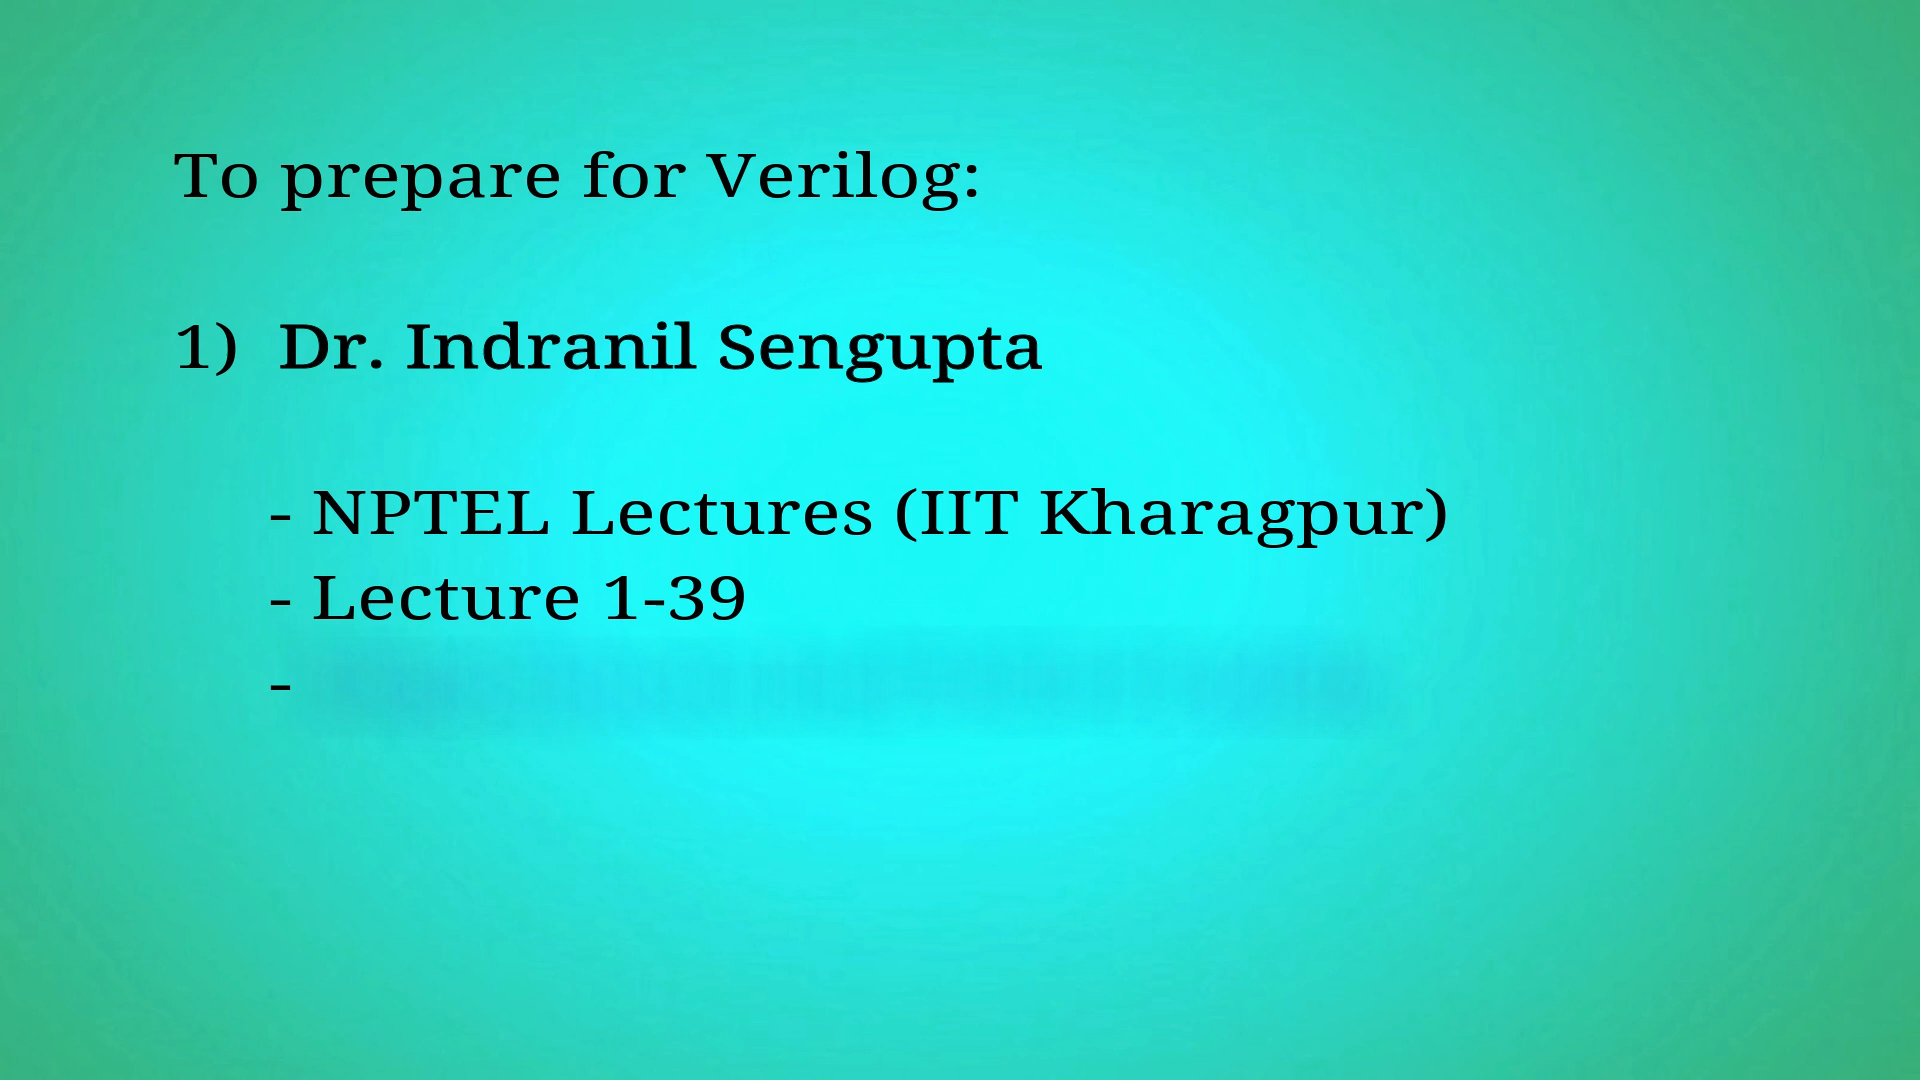 To prepare for Verilog:
1) Dr. Indranil Sengupta
- NPTEL Lectures (IIT Kharagpur)
- Lecture 1-39
-